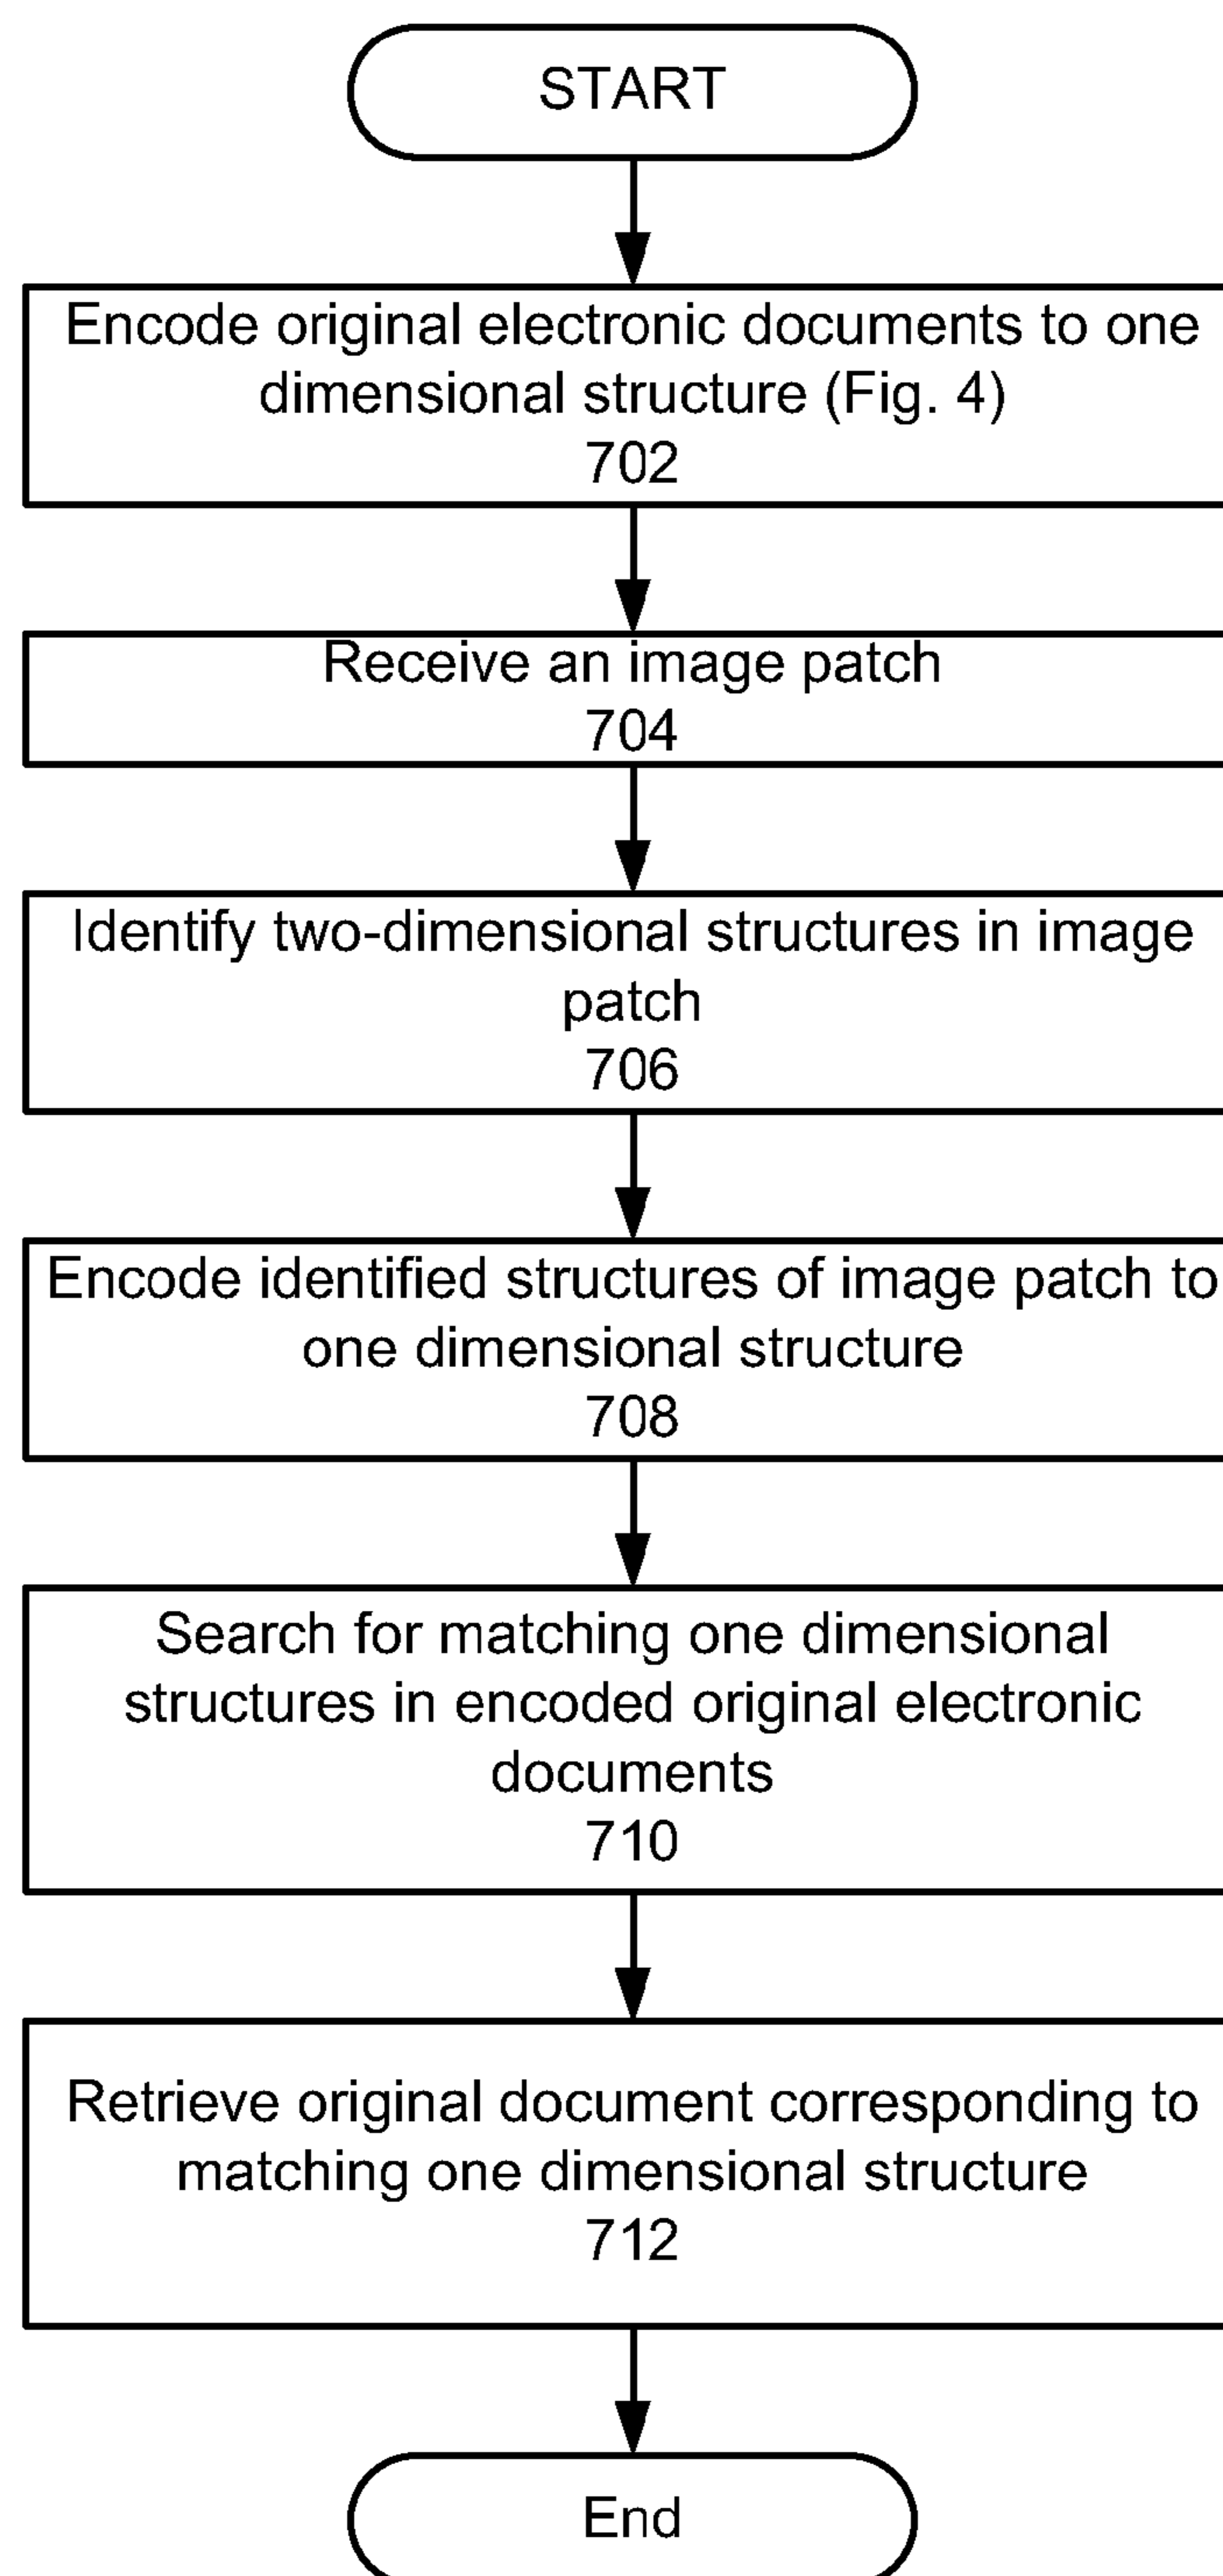 START
Encode original electronic documents to one
dimensional structure (Fig. 4)
702
Receive an image patch
704
Identify two-dimensional structures in image
patch
706
Encode identified structures of image patch to
one dimensional structure
708
Search for matching one dimensional
structures in encoded original electronic
documents
710
Retrieve original document corresponding to
matching one dimensional structure
712
End